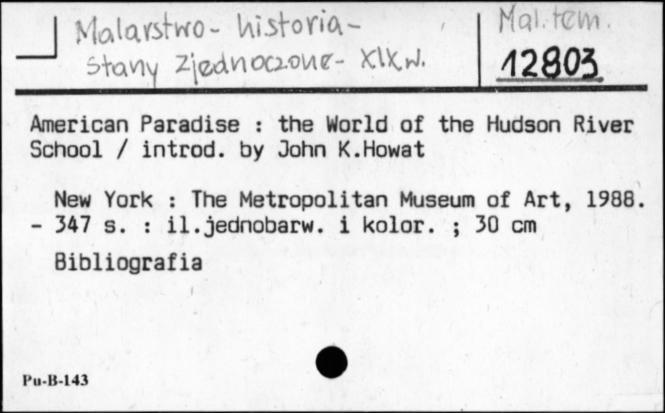 Malarstwo - historia -
Stany Zjednoczone - XIX w.
Mal. tem.
12803
American Paradise : the World of the Hudson River
School / introd. by John K.Howat
New York : The Metropolitan Museum of Art, 1988.
- 347 s. : il.jednobarw. i kolor. ; 30 cm
Bibliografia
Pu-B-143